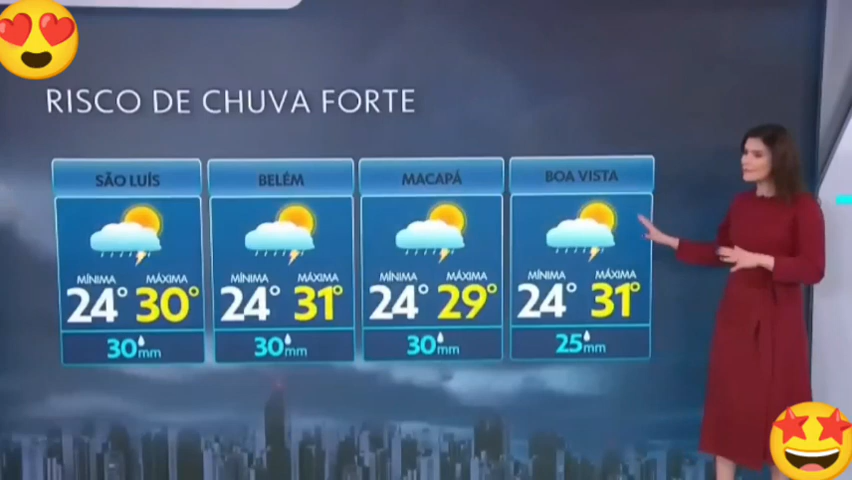 RISCO DE CHUVA FORTE
SÃO LUÍS BELÉM MACAPÁ BOA VISTA
MÍNIMA MÁXIMA MÍNIMA MÁXIMA MÍNIMA MÁXIMA MÍNIMA MÁXIMA
24° 30° 24° 31° 24° 29° 24° 31°
30mm 30mm 30mm 25mm